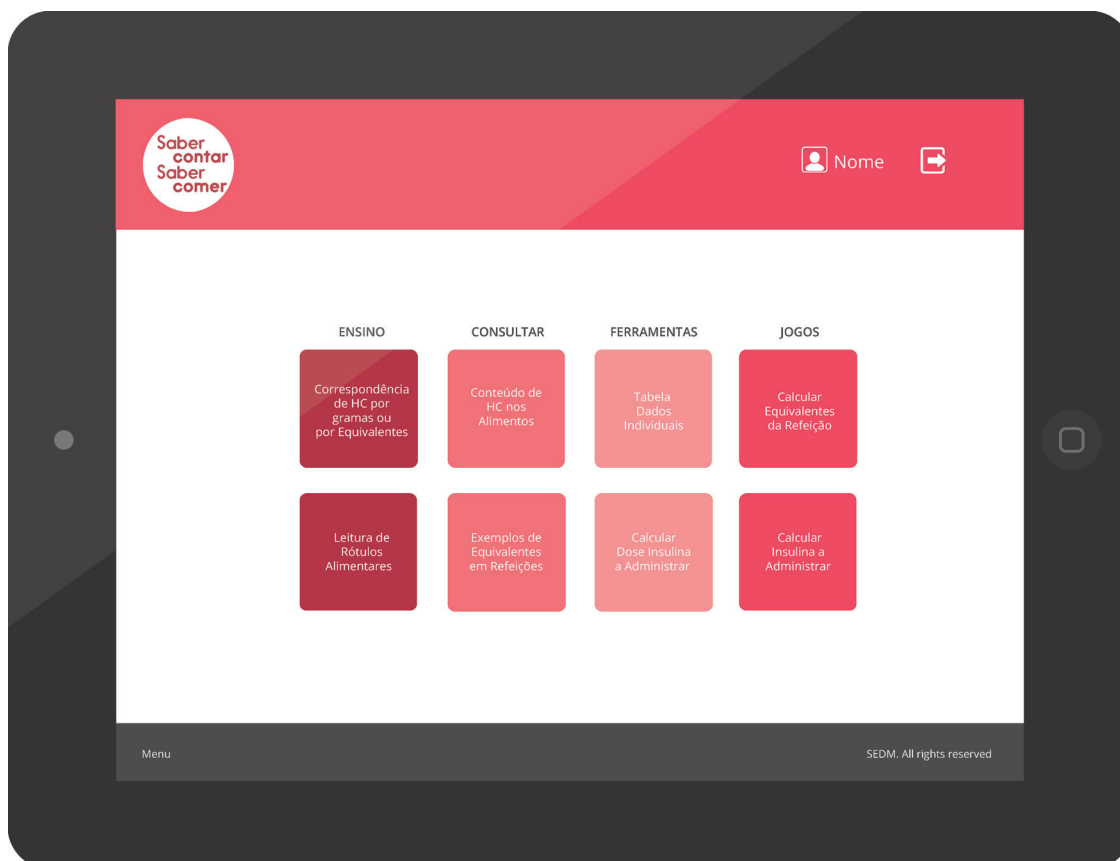 Saber
contar
Saber
comer
Nome
ENSINO
CONSULTAR
FERRAMENTAS
JOGOS
Correspondência
de HC por
gramas ou
por Equivalentes
Conteúdo de
HC nos
Alimentos
Tabela
Dados
Individuais
Calcular
Equivalentes
da Refeição
Leitura de
Rótulos
Alimentares
Exemplos de
Equivalentes
em Refeições
Calcular
Dose Insulina
a Administrar
Calcular
Insulina a
Administrar
Menu
SEDM. All rights reserved